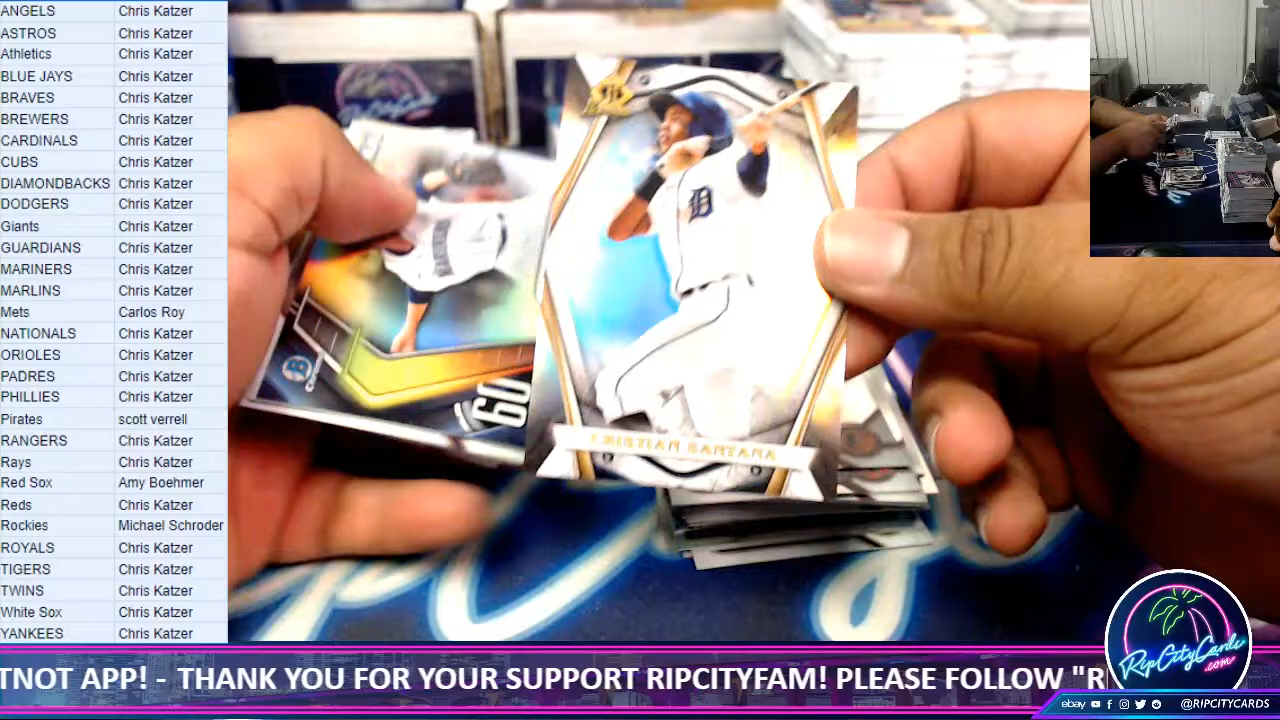 ANGELS Chris Katzer
ASTROS Chris Katzer
Athletics Chris Katzer
BLUE JAYS Chris Katzer
BRAVES Chris Katzer
BREWERS Chris Katzer
CARDINALS Chris Katzer
CUBS Chris Katzer
DIAMONDBACKS Chris Katzer
DODGERS Chris Katzer
Giants Chris Katzer
GUARDIANS Chris Katzer
MARINERS Chris Katzer
MARLINS Chris Katzer
Mets Carlos Roy
NATIONALS Chris Katzer
ORIOLES Chris Katzer
PADRES Chris Katzer
PHILLIES Chris Katzer
Pirates scott verrell
RANGERS Chris Katzer
Rays Chris Katzer
Red Sox Amy Boehmer
Reds Chris Katzer
Rockies Michael Schroder
ROYALS Chris Katzer
TIGERS Chris Katzer
TWINS Chris Katzer
White Sox Chris Katzer
YANKEES Chris Katzer
D
CRISTIAN SANTANA
B
60
TNOT APP! - THANK YOU FOR YOUR SUPPORT RIPCITYFAM! PLEASE FOLLOW "R
RipCityCards
.com
ebay @RIPCITYCARDS